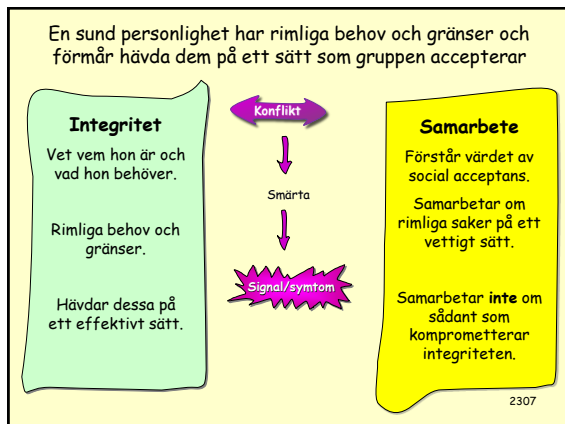 En sund personlighet har rimliga behov och gränser och
förmår hävda dem på ett sätt som gruppen accepterar
Integritet
Vet vem hon är och
vad hon behöver.
Rimliga behov och
gränser.
Hävdar dessa på
ett effektivt sätt.
Konflikt
Smärta
Signal/symtom
Samarbete
Förstår värdet av
social acceptans.
Samarbetar om
rimliga saker på ett
vettigt sätt.
Samarbetar inte om
sådant som
komprometterar
integriteten.
2307